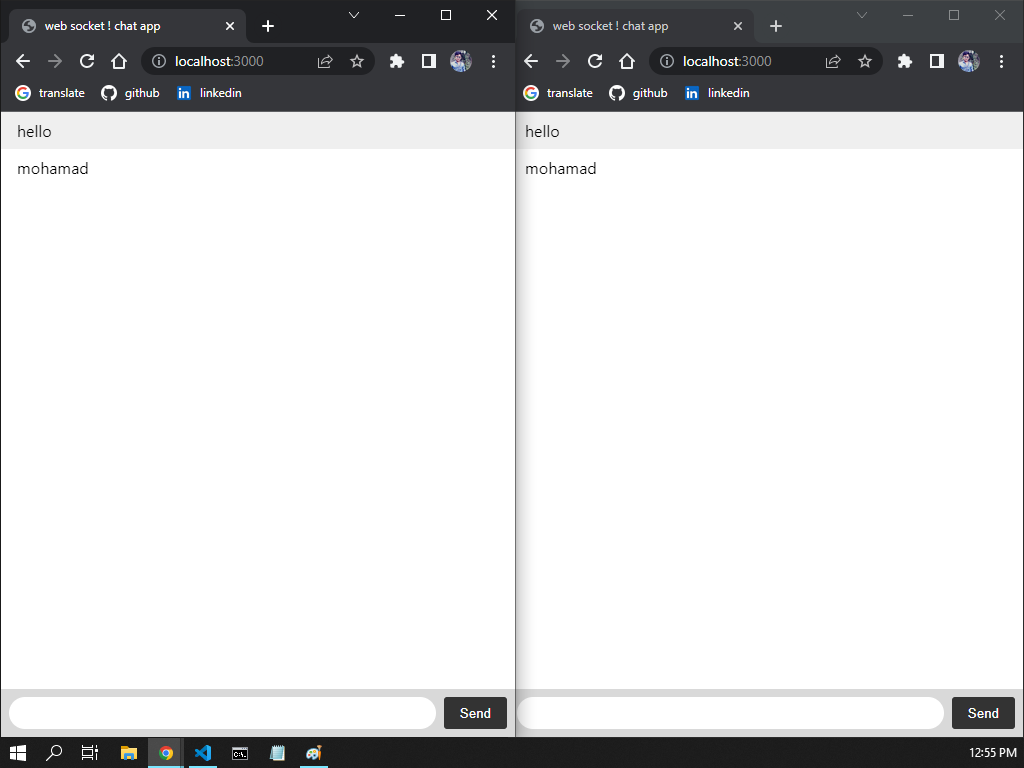 web socket ! chat app
localhost:3000
translate github linkedin
hello
mohamad
Send
web socket ! chat app
localhost:3000
translate github linkedin
hello
mohamad
Send
12:55 PM